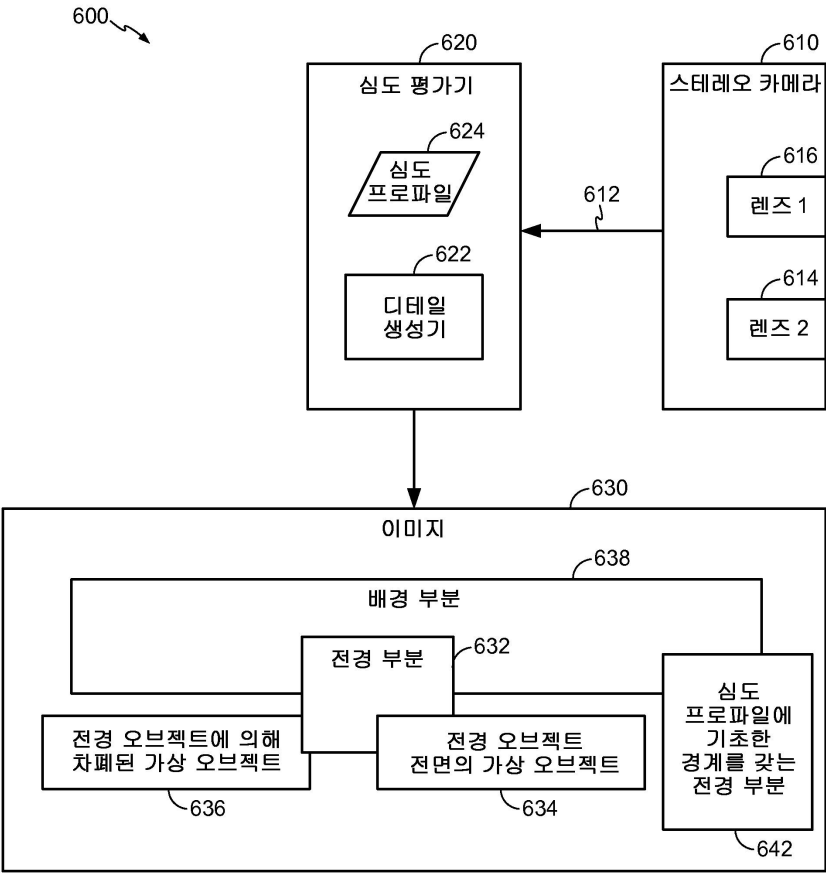 600
620
심도 평가기
624
심도
프로파일
622
디테일
생성기
612
610
스테레오 카메라
616
렌즈 1
614
렌즈 2
630
이미지
638
배경 부분
632
전경 부분
전경 오브젝트에 의해
차폐된 가상 오브젝트
636
전경 오브젝트
전면의 가상 오브젝트
634
심도
프로파일에
기초한
경계를 갖는
전경 부분
642